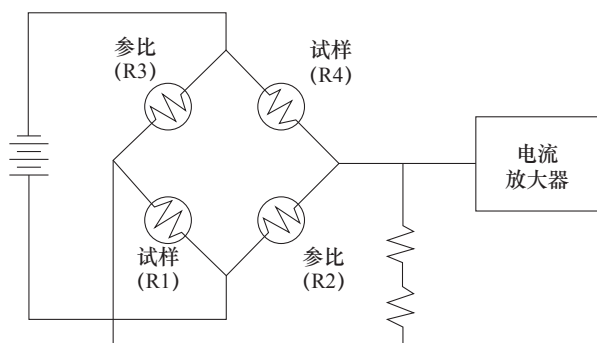 参比
(R3)
试样
(R4)
电流
放大器
试样
(R1)
参比
(R2)